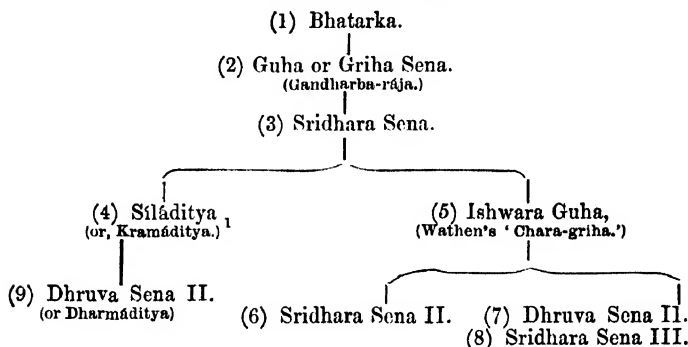 (1) Bhatarka.
(2) Guha or Griha Sena.
(Gandharba-rája.)
(3) Sridhara Sena.
(4) Síláditya (5) Ishwara Guha,
(or, Kramáditya.) 1 (Wathen's ‘Chara-griha.’)
(9) Dhruva Sena II. (6) Sridhara Sena II. (7) Dhruva Sena II.
(or Dharmáditya) (8) Sridhara Sena III.